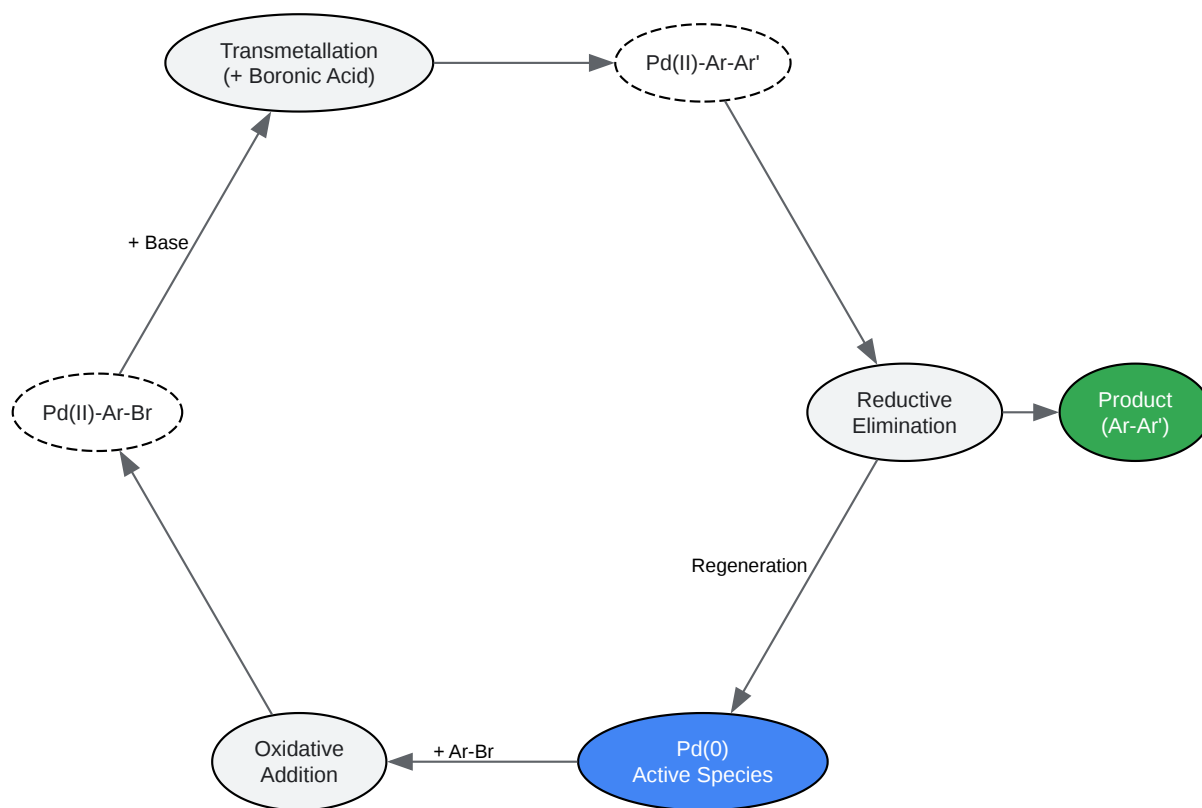 Transmetallation
(+ Boronic Acid)
Pd(II)-Ar-Ar'
+ Base
Pd(II)-Ar-Br
Reductive
Elimination
Product
(Ar-Ar')
Regeneration
Oxidative
Addition
+ Ar-Br
Pd(0)
Active Species